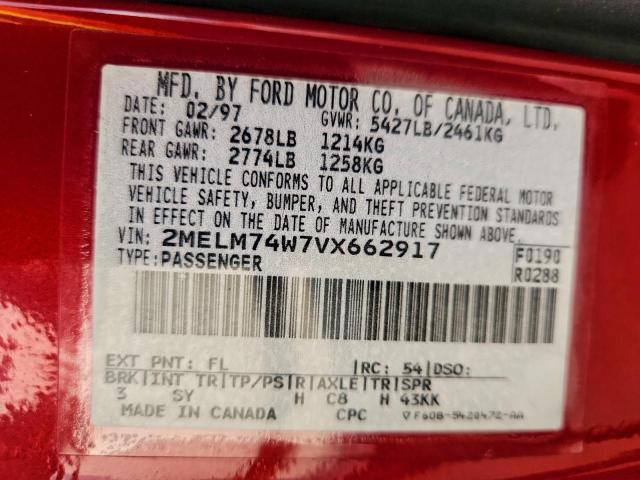 MFD. BY FORD MOTOR CO. OF CANADA, LTD.
DATE: 02/97 GVWR: 5427LB/2461KG
FRONT GAWR: 2678LB 1214KG
REAR GAWR: 2774LB 1258KG
THIS VEHICLE CONFORMS TO ALL APPLICABLE FEDERAL MOTOR
VEHICLE SAFETY, BUMPER, AND THEFT PREVENTION STANDARDS
IN EFFECT ON THE DATE OF MANUFACTURE SHOWN ABOVE.
VIN: 2MELM74W7VX662917 F0190
TYPE: PASSENGER R0288
EXT PNT: FL RC: 54 DSO:
BRK INT TR TP/PS R AXLE TR SPR
3 SY H C8 H 43KK
MADE IN CANADA CPC F60B-5420472-AA